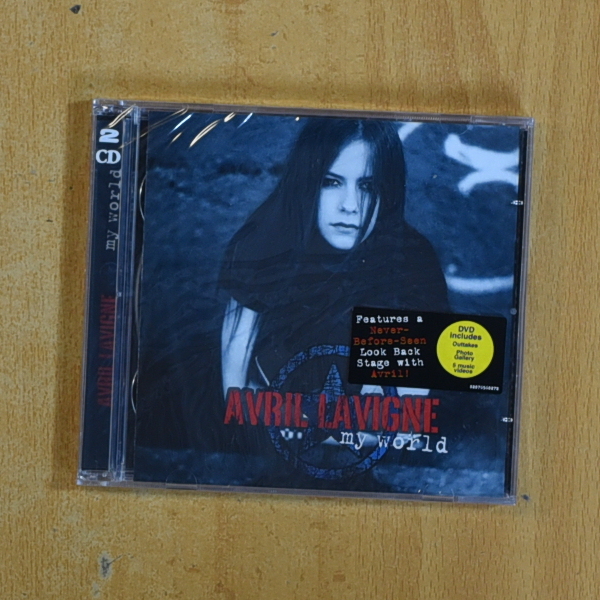 2
CD
AVRIL LAVIGNE my world
Features a
Never-
Before-Seen
Look Back
Stage with
Avril!
DVD
includes
Outtakes
Photo
Gallery
5 music
videos
AVRIL LAVIGNE
my world